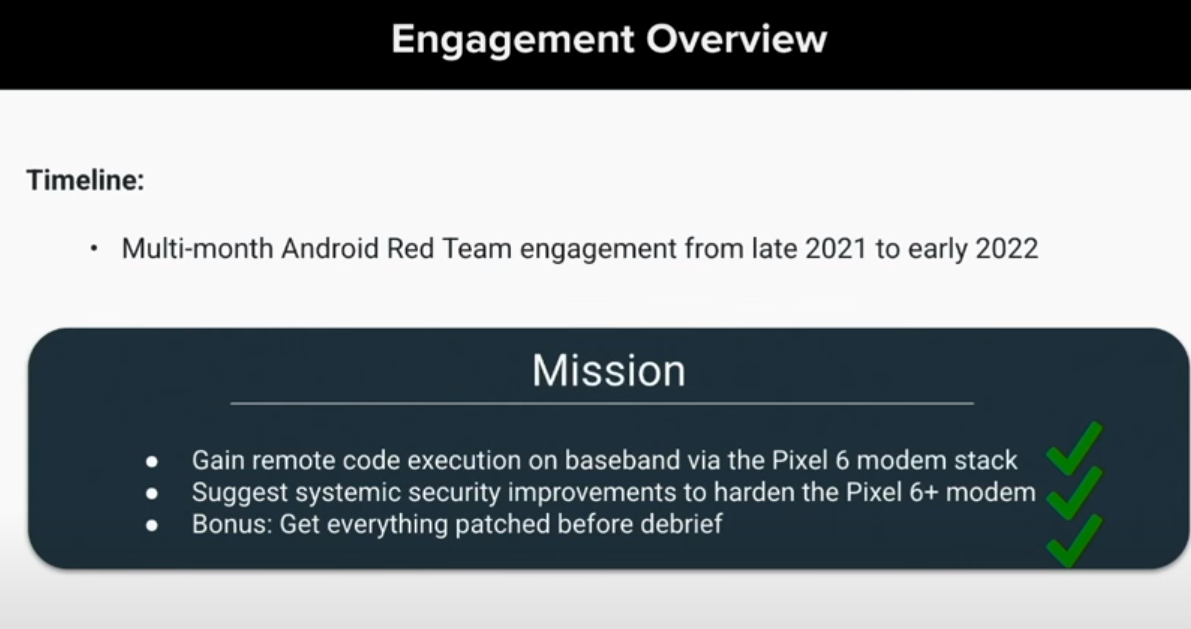 Engagement Overview
Timeline:
• Multi-month Android Red Team engagement from late 2021 to early 2022
Mission
● Gain remote code execution on baseband via the Pixel 6 modem stack
● Suggest systemic security improvements to harden the Pixel 6+ modem
● Bonus: Get everything patched before debrief